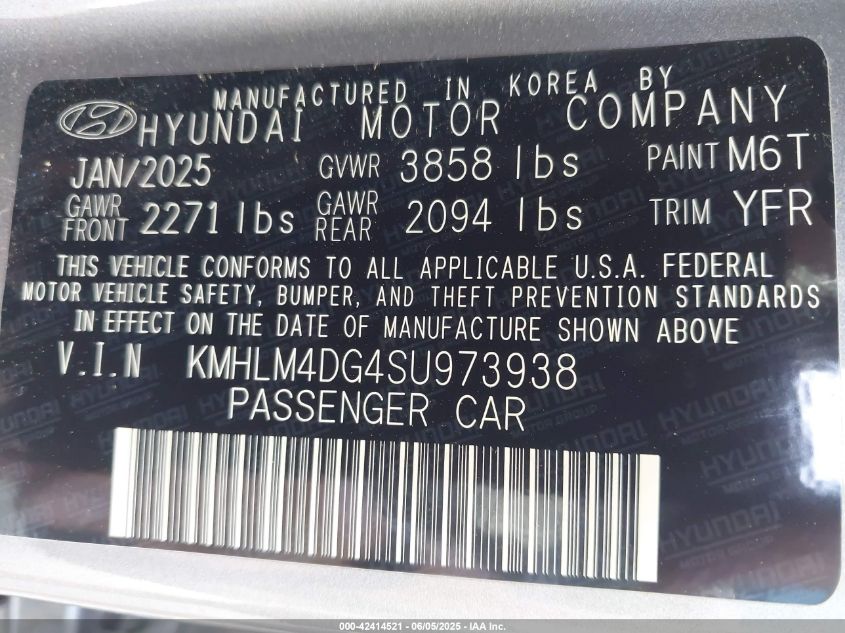 MANUFACTURED IN KOREA BY
HYUNDAI MOTOR COMPANY
JAN/2025 GVWR 3858 lbs PAINT M6T
GAWR FRONT 2271 lbs GAWR REAR 2094 lbs TRIM YFR
THIS VEHICLE CONFORMS TO ALL APPLICABLE U.S.A. FEDERAL
MOTOR VEHICLE SAFETY, BUMPER, AND THEFT PREVENTION STANDARDS
IN EFFECT ON THE DATE OF MANUFACTURE SHOWN ABOVE
V.I.N KMHLM4DG4SU973938
PASSENGER CAR
HYUNDAI
MOTOR GROUP
000-42414521 - 06/05/2025 - IAA Inc.